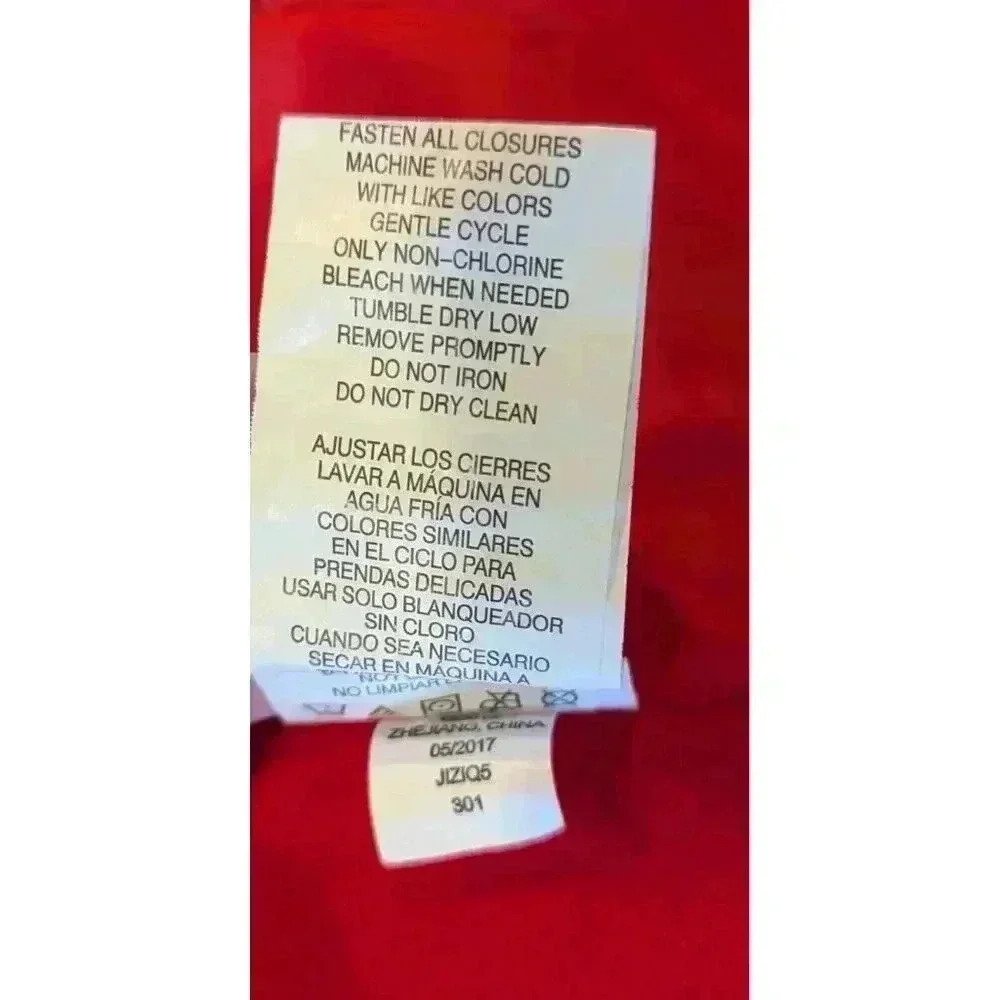 FASTEN ALL CLOSURES
MACHINE WASH COLD
WITH LIKE COLORS
GENTLE CYCLE
ONLY NON-CHLORINE
BLEACH WHEN NEEDED
TUMBLE DRY LOW
REMOVE PROMPTLY
DO NOT IRON
DO NOT DRY CLEAN
AJUSTAR LOS CIERRES
LAVAR A MÁQUINA EN
AGUA FRÍA CON
COLORES SIMILARES
EN EL CICLO PARA
PRENDAS DELICADAS
USAR SOLO BLANQUEADOR
SIN CLORO
CUANDO SEA NECESARIO
SECAR EN MÁQUINA A
NO LIMPIAR
ZHEJIANG, CHINA
05/2017
JIZIQ5
301